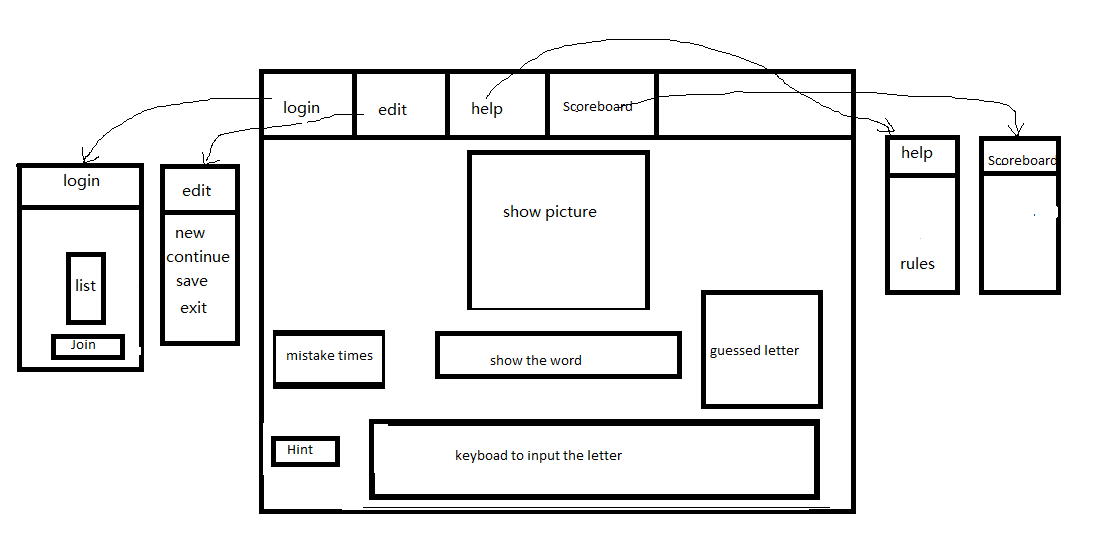 login
edit
help
Scoreboard
login
list
Join
edit
new
continue
save
exit
show picture
mistake times
show the word
guessed letter
Hint
keyboad to input the letter
help
rules
Scoreboard